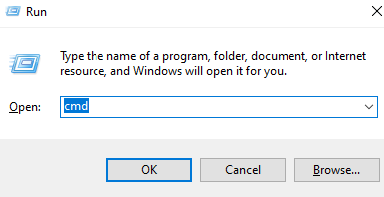 Run
Type the name of a program, folder, document, or Internet
resource, and Windows will open it for you.
Open: cmd
OK Cancel Browse...